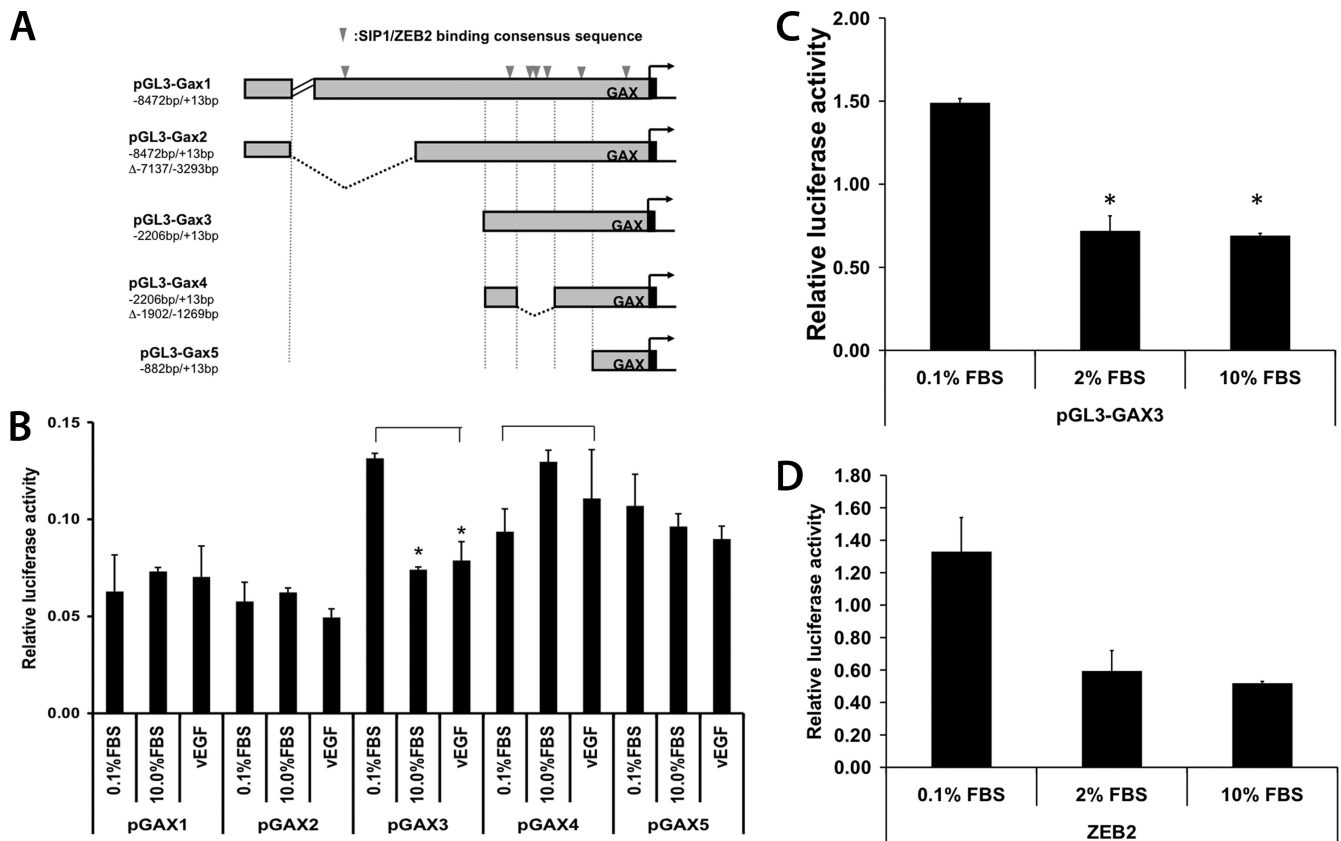 A
:SIP1/ZEB2 binding consensus sequence
pGL3-Gax1
-8472bp/+13bp
GAX
pGL3-Gax2
-8472bp/+13bp
Δ-7137/-3293bp
GAX
pGL3-Gax3
-2206bp/+13bp
GAX
pGL3-Gax4
-2206bp/+13bp
Δ-1902/-1269bp
GAX
pGL3-Gax5
-882bp/+13bp
GAX
B
Relative luciferase activity
0.15
0.10
0.05
0.00
* *
0.1%FBS 10.0%FBS vEGF 0.1%FBS 10.0%FBS vEGF 0.1%FBS 10.0%FBS vEGF 0.1%FBS 10.0%FBS vEGF 0.1%FBS 10.0%FBS vEGF
pGAX1 pGAX2 pGAX3 pGAX4 pGAX5
C
Relative luciferase activity
2.00
1.50
1.00
0.50
0.00
* *
0.1% FBS 2% FBS 10% FBS
pGL3-GAX3
D
Relative luciferase activity
1.80
1.60
1.40
1.20
1.00
0.80
0.60
0.40
0.20
0.00
0.1% FBS 2% FBS 10% FBS
ZEB2